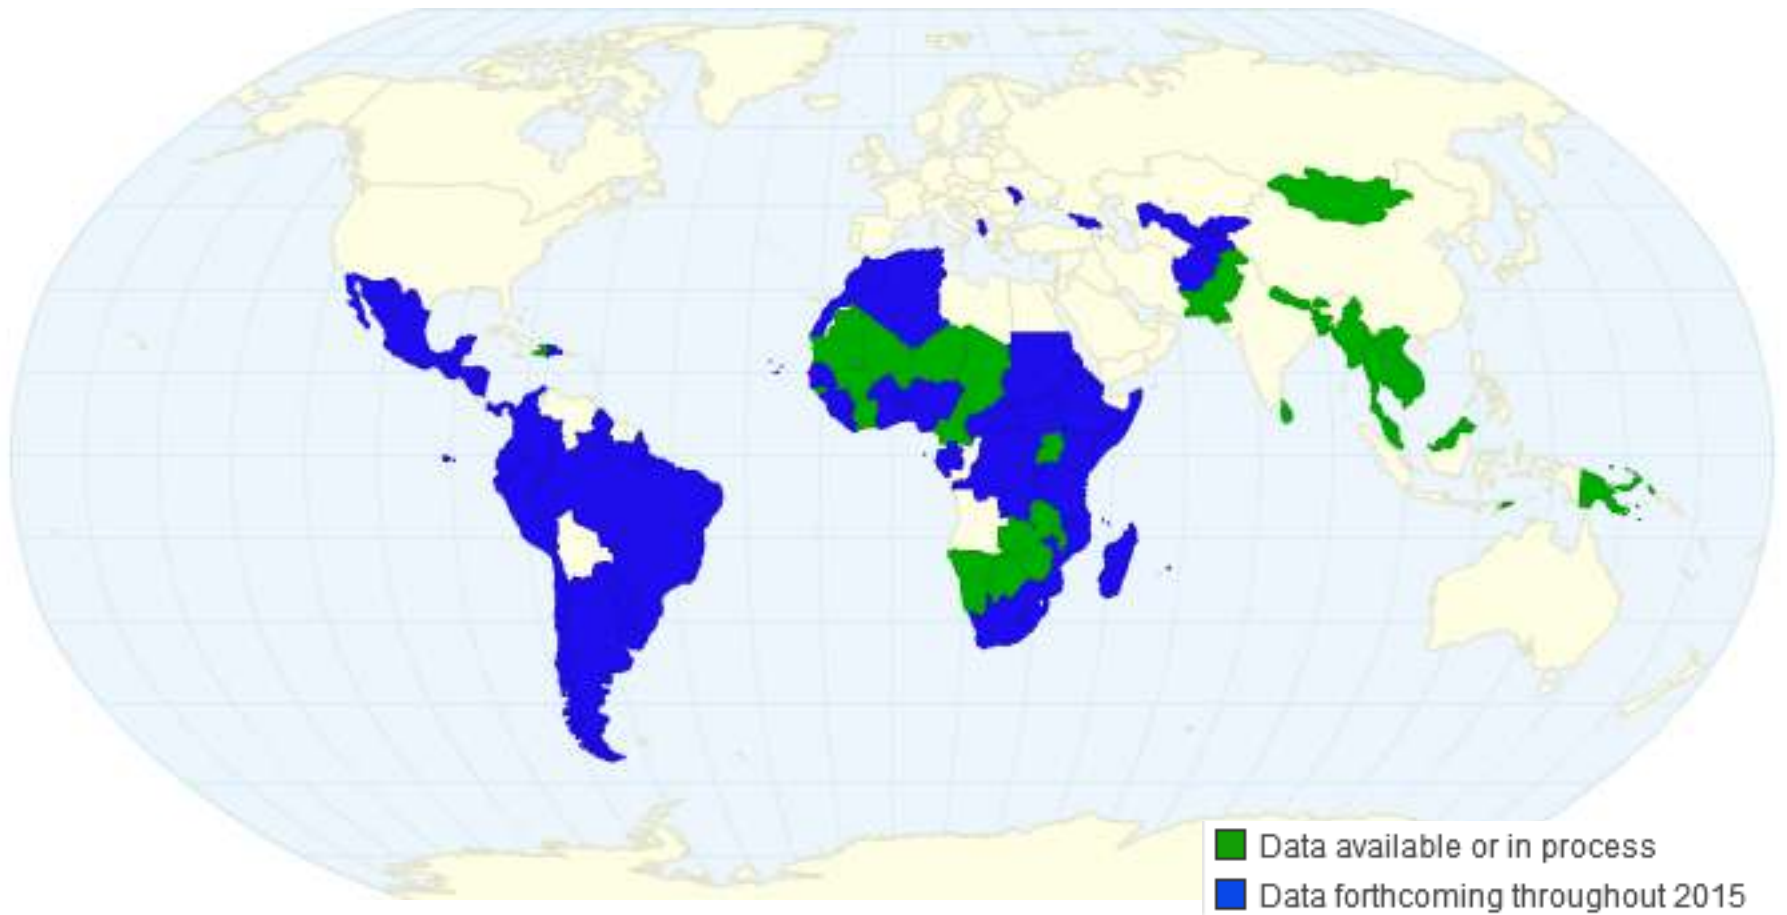 Data available or in process
Data forthcoming throughout 2015